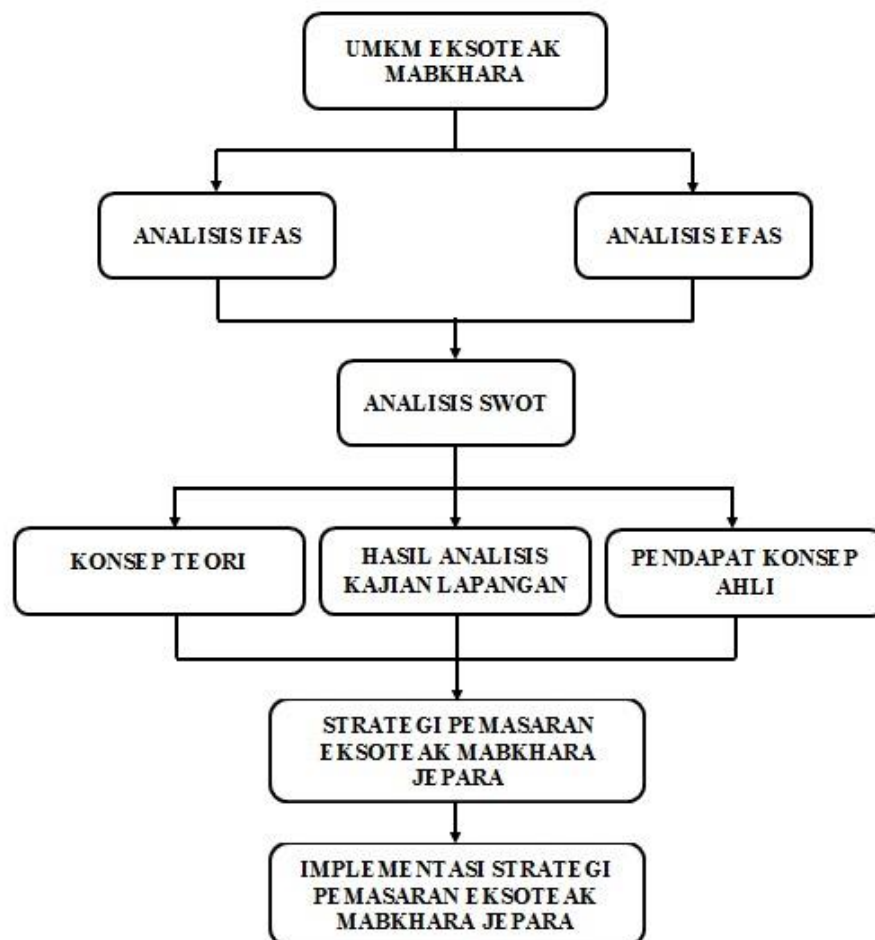 UMKM EKSOTEAK
MABKHARA
ANALISIS IFAS
ANALISIS EFAS
ANALISIS SWOT
KONSEP TEORI
HASIL ANALISIS
KAJIAN LAPANGAN
PENDAPAT KONSEP
AHLI
STRATEGI PEMASARAN
EKSOTEAK MABKHARA
JEPARA
IMPLEMENTASI STRATEGI
PEMASARAN EKSOTEAK
MABKHARA JEPARA